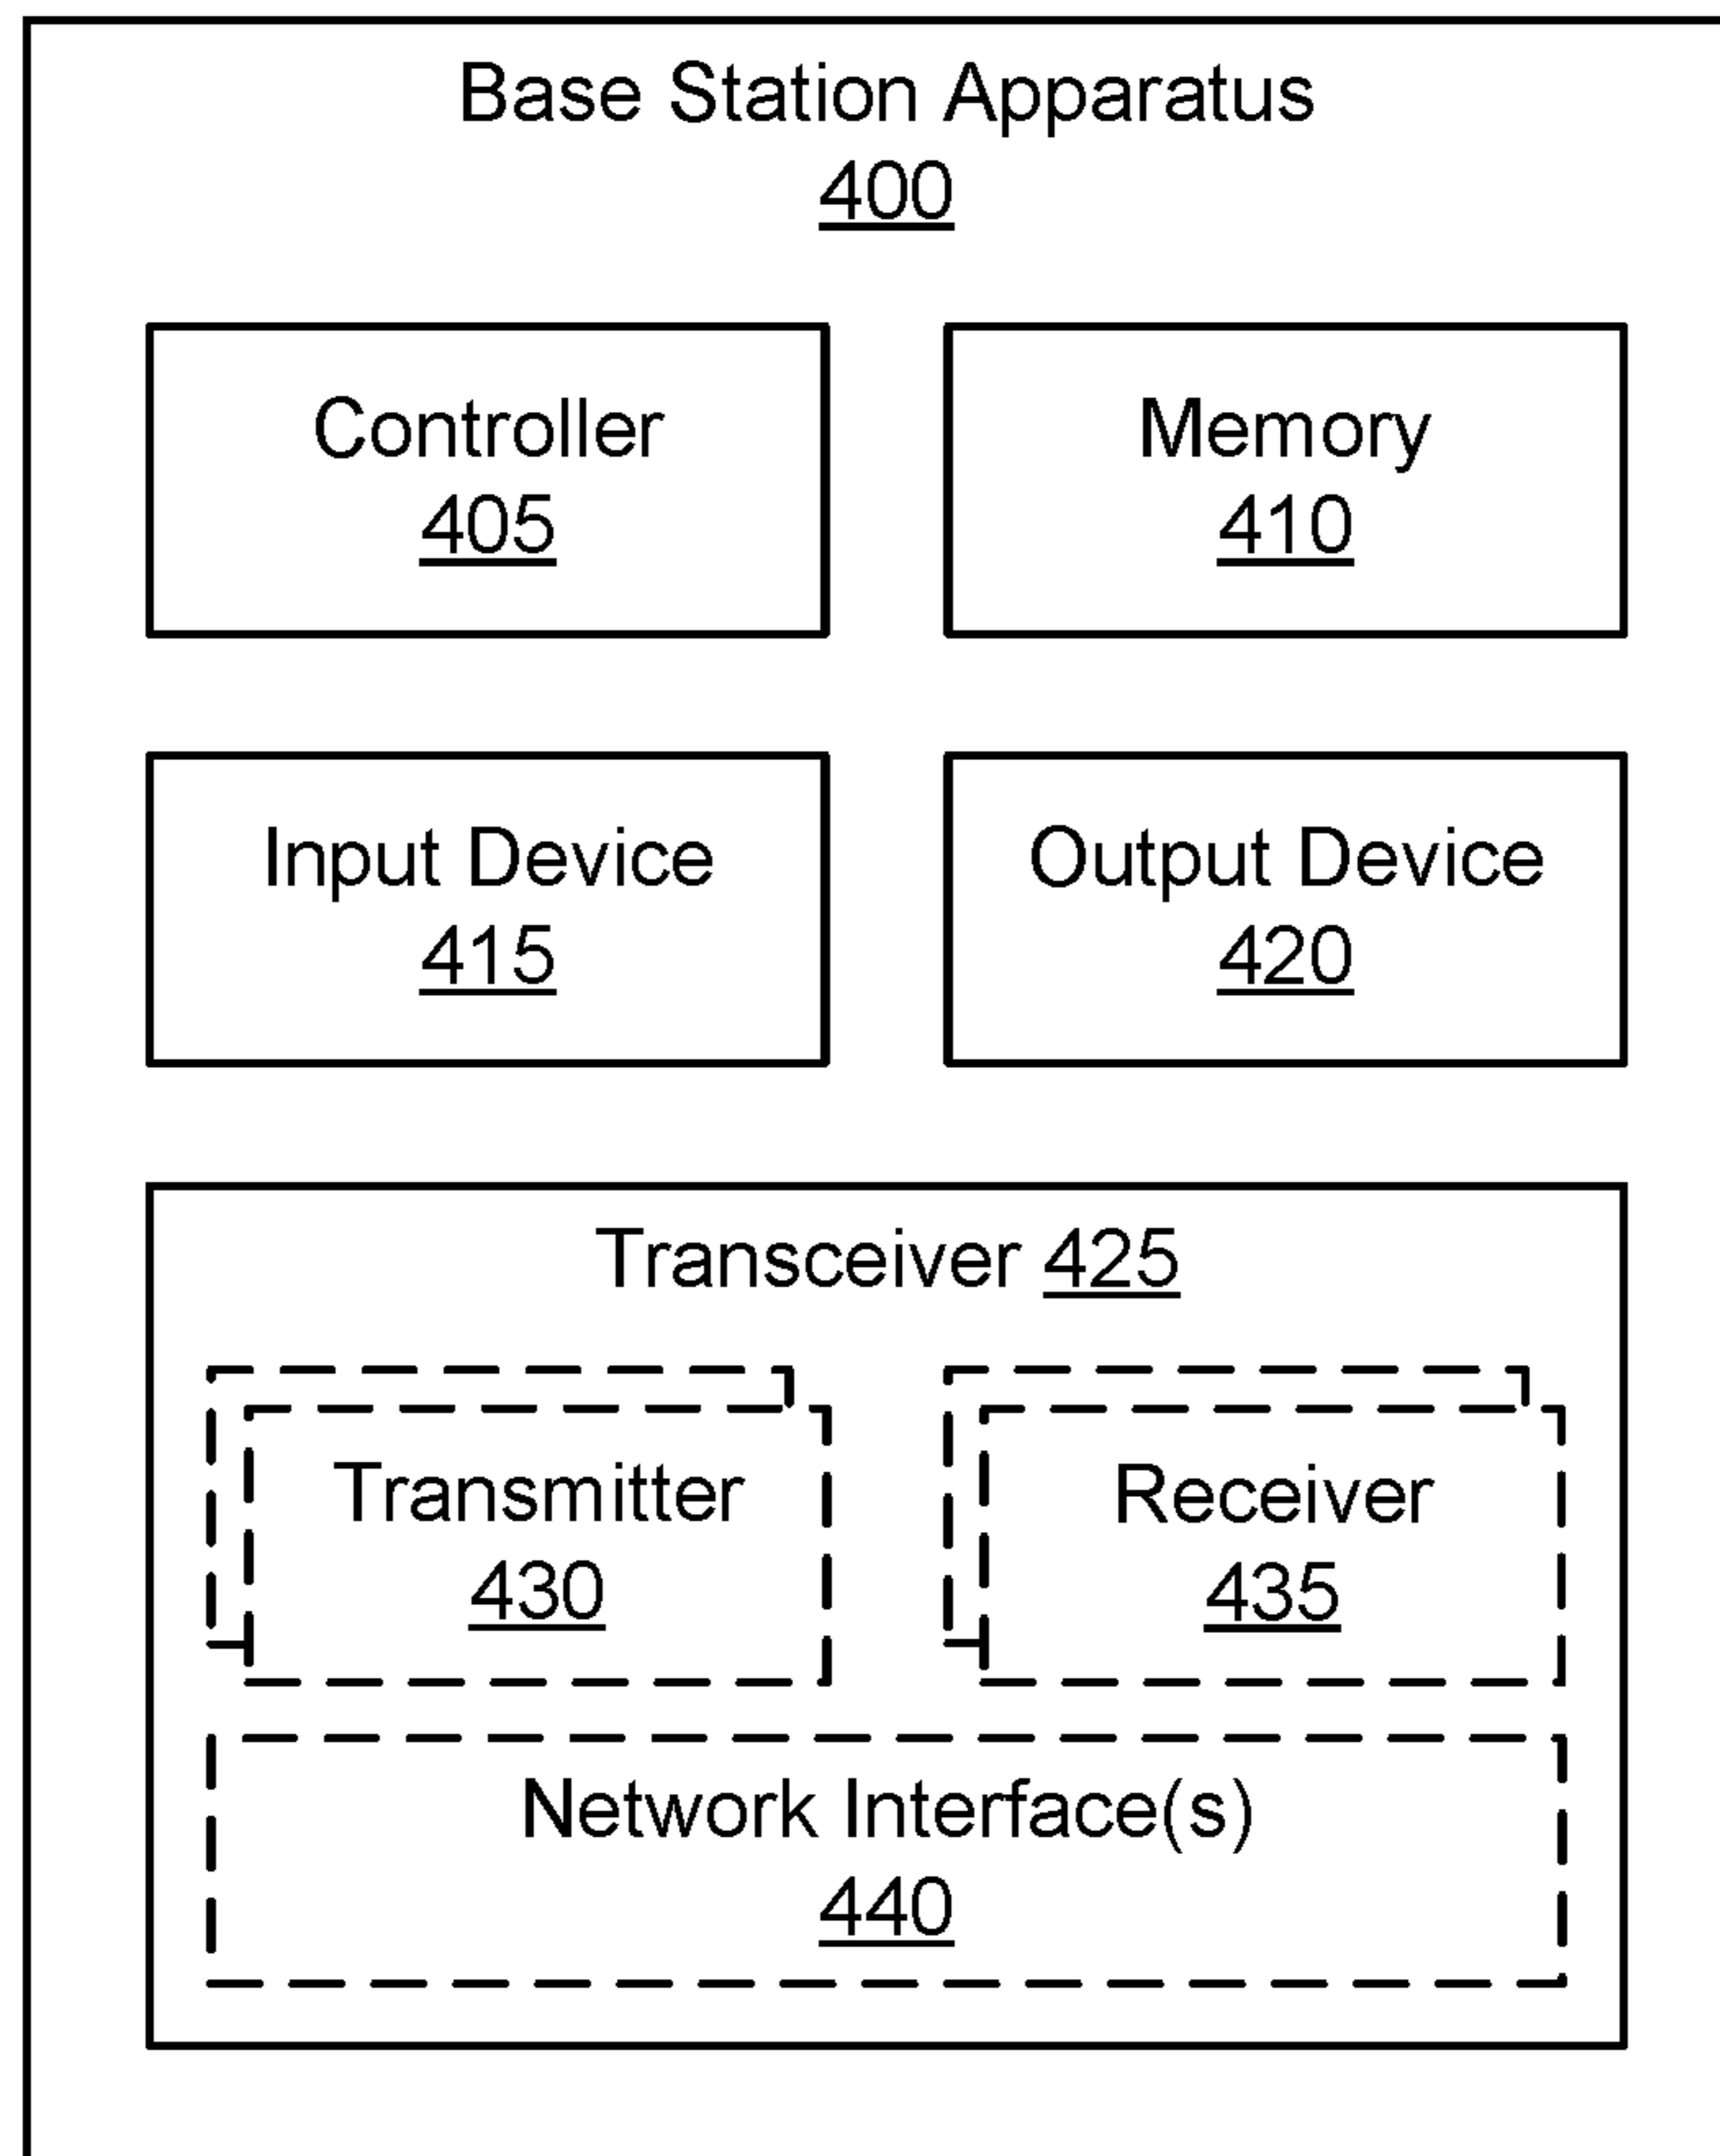 Base Station Apparatus
400
Controller
405
Memory
410
Input Device
415
Output Device
420
Transceiver 425
Transmitter
430
Receiver
435
Network Interface(s)
440